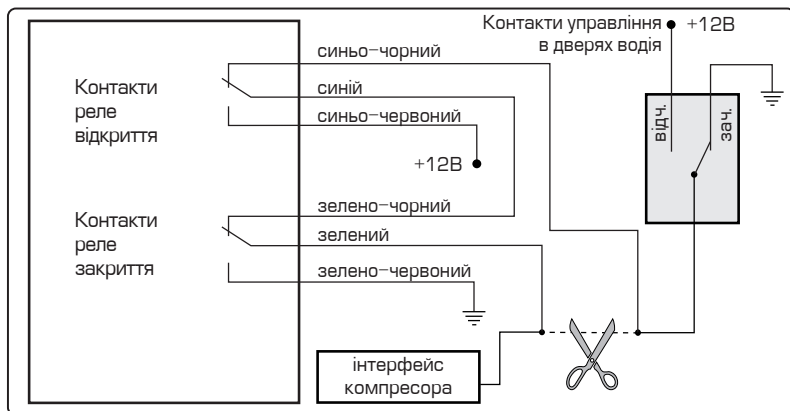 Контакти управління
в дверях водія
+12В
синьо-чорний
Контакти
реле
відкриття
синій
синьо-червоний
+12В
відч.
зач.
зелено-чорний
Контакти
реле
закриття
зелений
зелено-червоний
інтерфейс
компресора